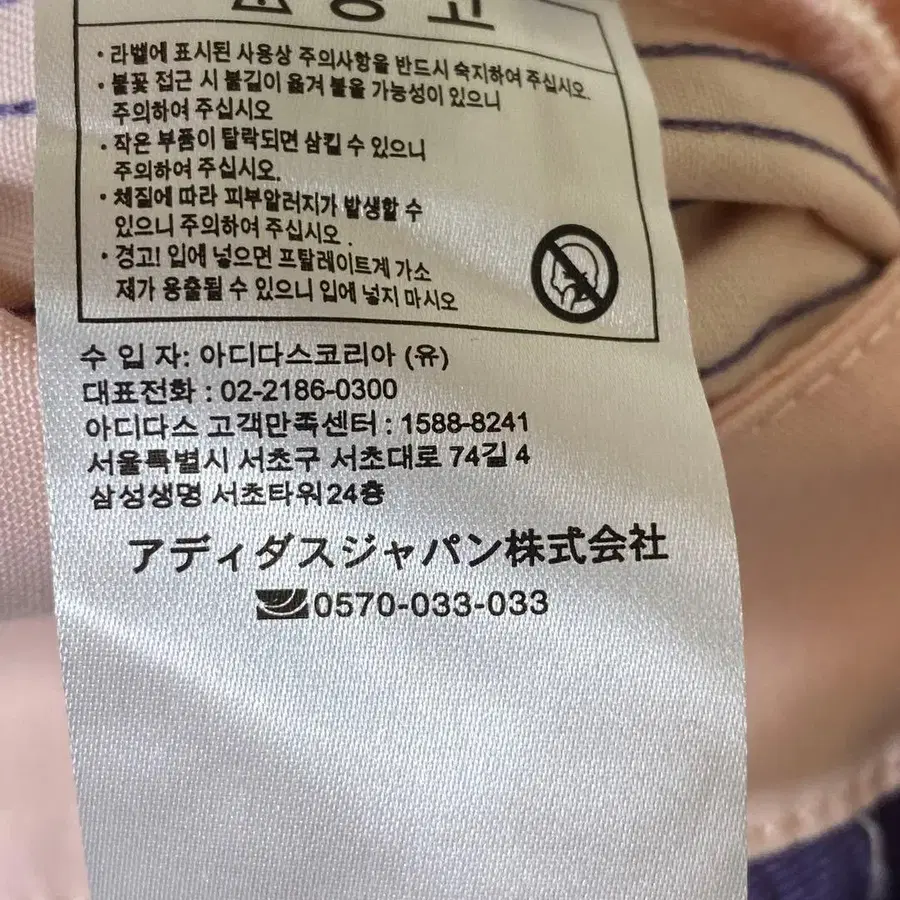 경 고
· 라벨에 표시된 사용상 주의사항을 반드시 숙지하여 주십시오.
· 불꽃 접근 시 불길이 옮겨 붙을 가능성이 있으니
주의하여 주십시오
· 작은 부품이 탈락되면 삼킬 수 있으니
주의하여 주십시오.
· 체질에 따라 피부알러지가 발생할 수
있으니 주의하여 주십시오 .
· 경고! 입에 넣으면 프탈레이트계 가소
제가 용출될 수 있으니 입에 넣지 마시오
수 입 자: 아디다스코리아 (유)
대표전화 : 02-2186-0300
아디다스 고객만족센터 : 1588-8241
서울특별시 서초구 서초대로 74길 4
삼성생명 서초타워24층
アディダスジャパン株式会社
0570-033-033